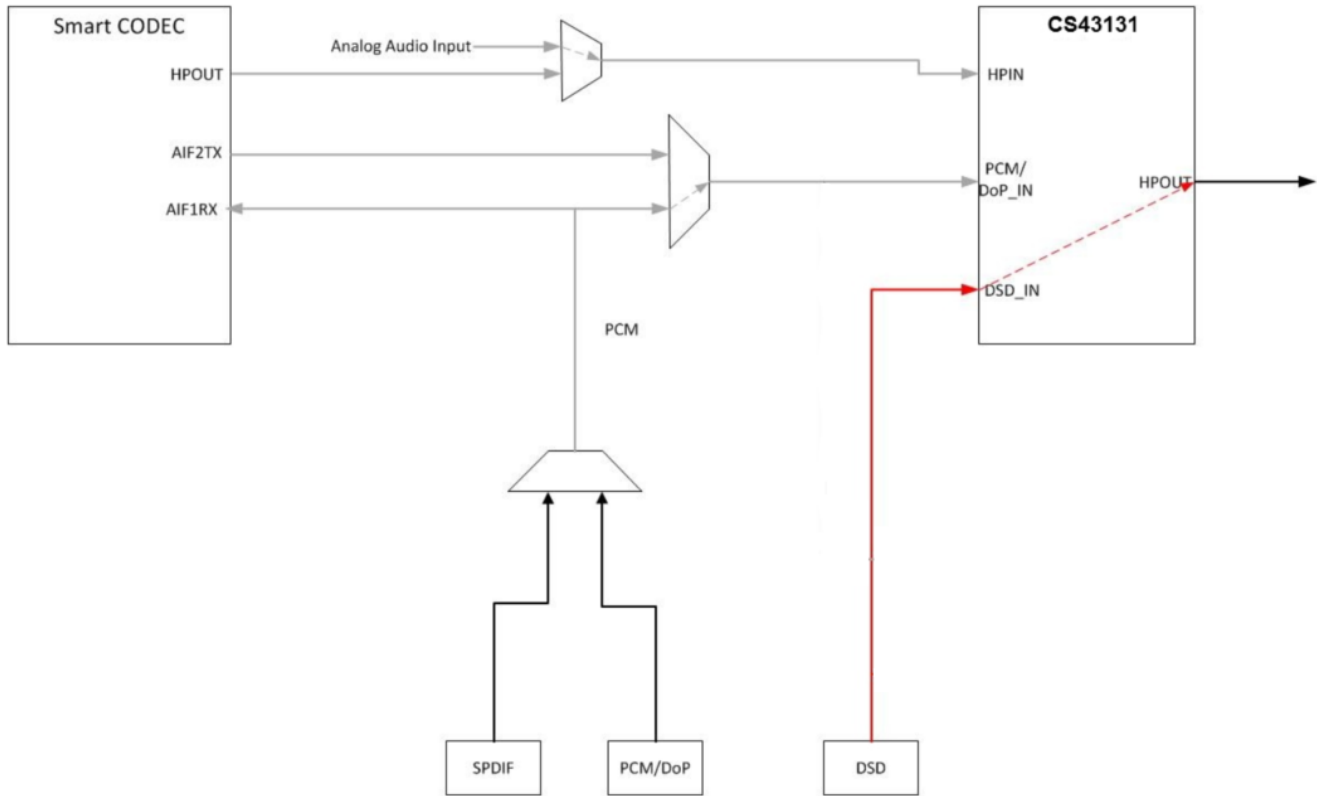 Smart CODEC
CS43131
Analog Audio Input
HPOUT
HPIN
AIF2TX
PCM/
DoP_IN
HPOUT
AIF1RX
DSD_IN
PCM
SPDIF
PCM/DoP
DSD